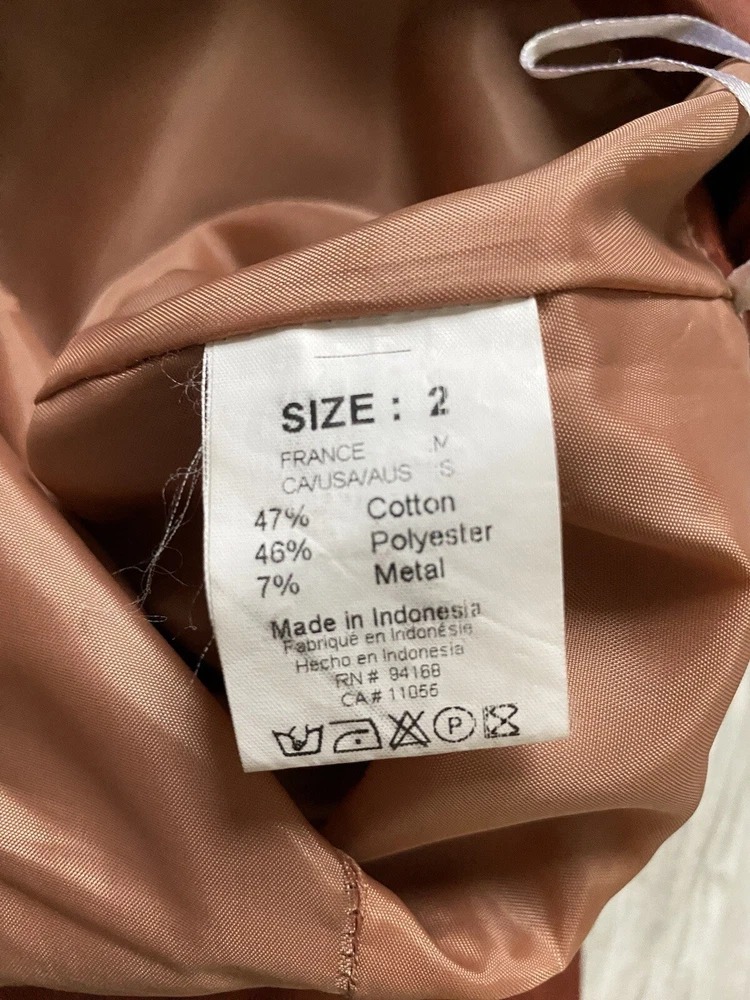 SIZE : 2
FRANCE M
CA/USA/AUS S
47% Cotton
46% Polyester
7% Metal
Made in Indonesia
Fabriqué en Indonésie
Hecho en Indonesia
RN # 94168
CA # 11056
P